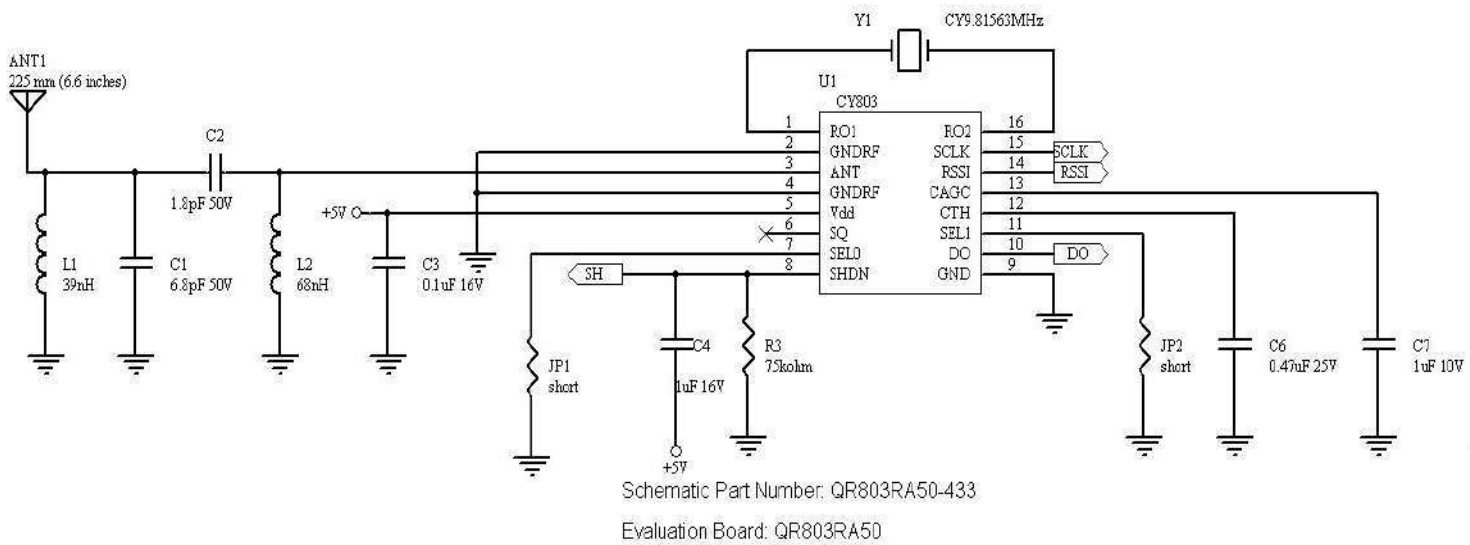 Y1
CY9.81563MHz
ANT1
225 mm (6.6 inches)
U1
CY803
1 RO1 RO2 16
2 GNDRF SCLK 15 SCLK
3 ANT RSSI 14 RSSI
4 GNDRF CAGC 13
5 Vdd CTH 12
6 SQ SEL1 11
7 SEL0 DO 10 DO
8 SHDN GND 9
C2
1.8pF 50V
+5V
SH
L1
39nH
C1
6.8pF 50V
L2
68nH
C3
0.1uF 16V
JP1
short
C4
1uF 16V
+5V
R3
75kohm
JP2
short
C6
0.47uF 25V
C7
1uF 10V
Schematic Part Number: QR803RA50-433
Evaluation Board: QR803RA50